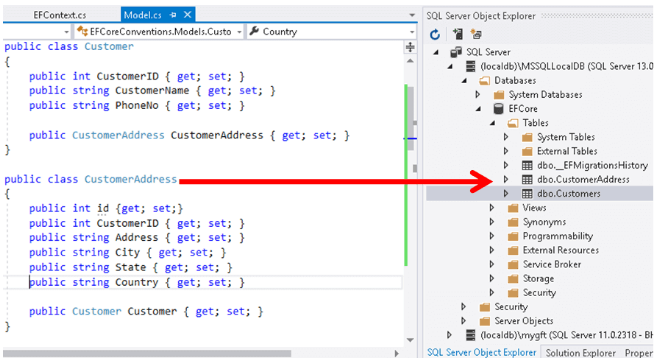 EFContext.cs
Model.cs
EFCoreConventions.Models.Custo
Country
public class Customer
{
public int CustomerID { get; set; }
public string CustomerName { get; set; }
public string PhoneNo { get; set; }
public CustomerAddress CustomerAddress { get; set; }
}
public class CustomerAddress
{
public int id {get; set;}
public int CustomerID { get; set; }
public string Address { get; set; }
public string City { get; set; }
public string State { get; set; }
public string Country { get; set; }
public Customer Customer { get; set; }
}
SQL Server Object Explorer
SQL Server
(localdb)\MSSQLLocalDB (SQL Server 13.0
Databases
System Databases
EFCore
Tables
System Tables
External Tables
dbo.__EFMigrationsHistory
dbo.CustomerAddress
dbo.Customers
Views
Synonyms
Programmability
External Resources
Service Broker
Storage
Security
Security
Server Objects
(localdb)\mygft (SQL Server 11.0.2318 - BH
SQL Server Object Explorer
Solution Explorer
Proper